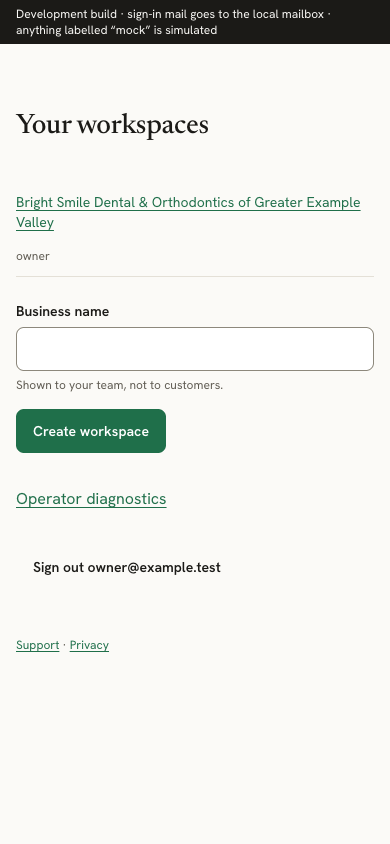 Development build · sign-in mail goes to the local mailbox ·
anything labelled “mock” is simulated
Your workspaces
Bright Smile Dental & Orthodontics of Greater Example
Valley
owner
Business name
Shown to your team, not to customers.
Create workspace
Operator diagnostics
Sign out owner@example.test
Support · Privacy